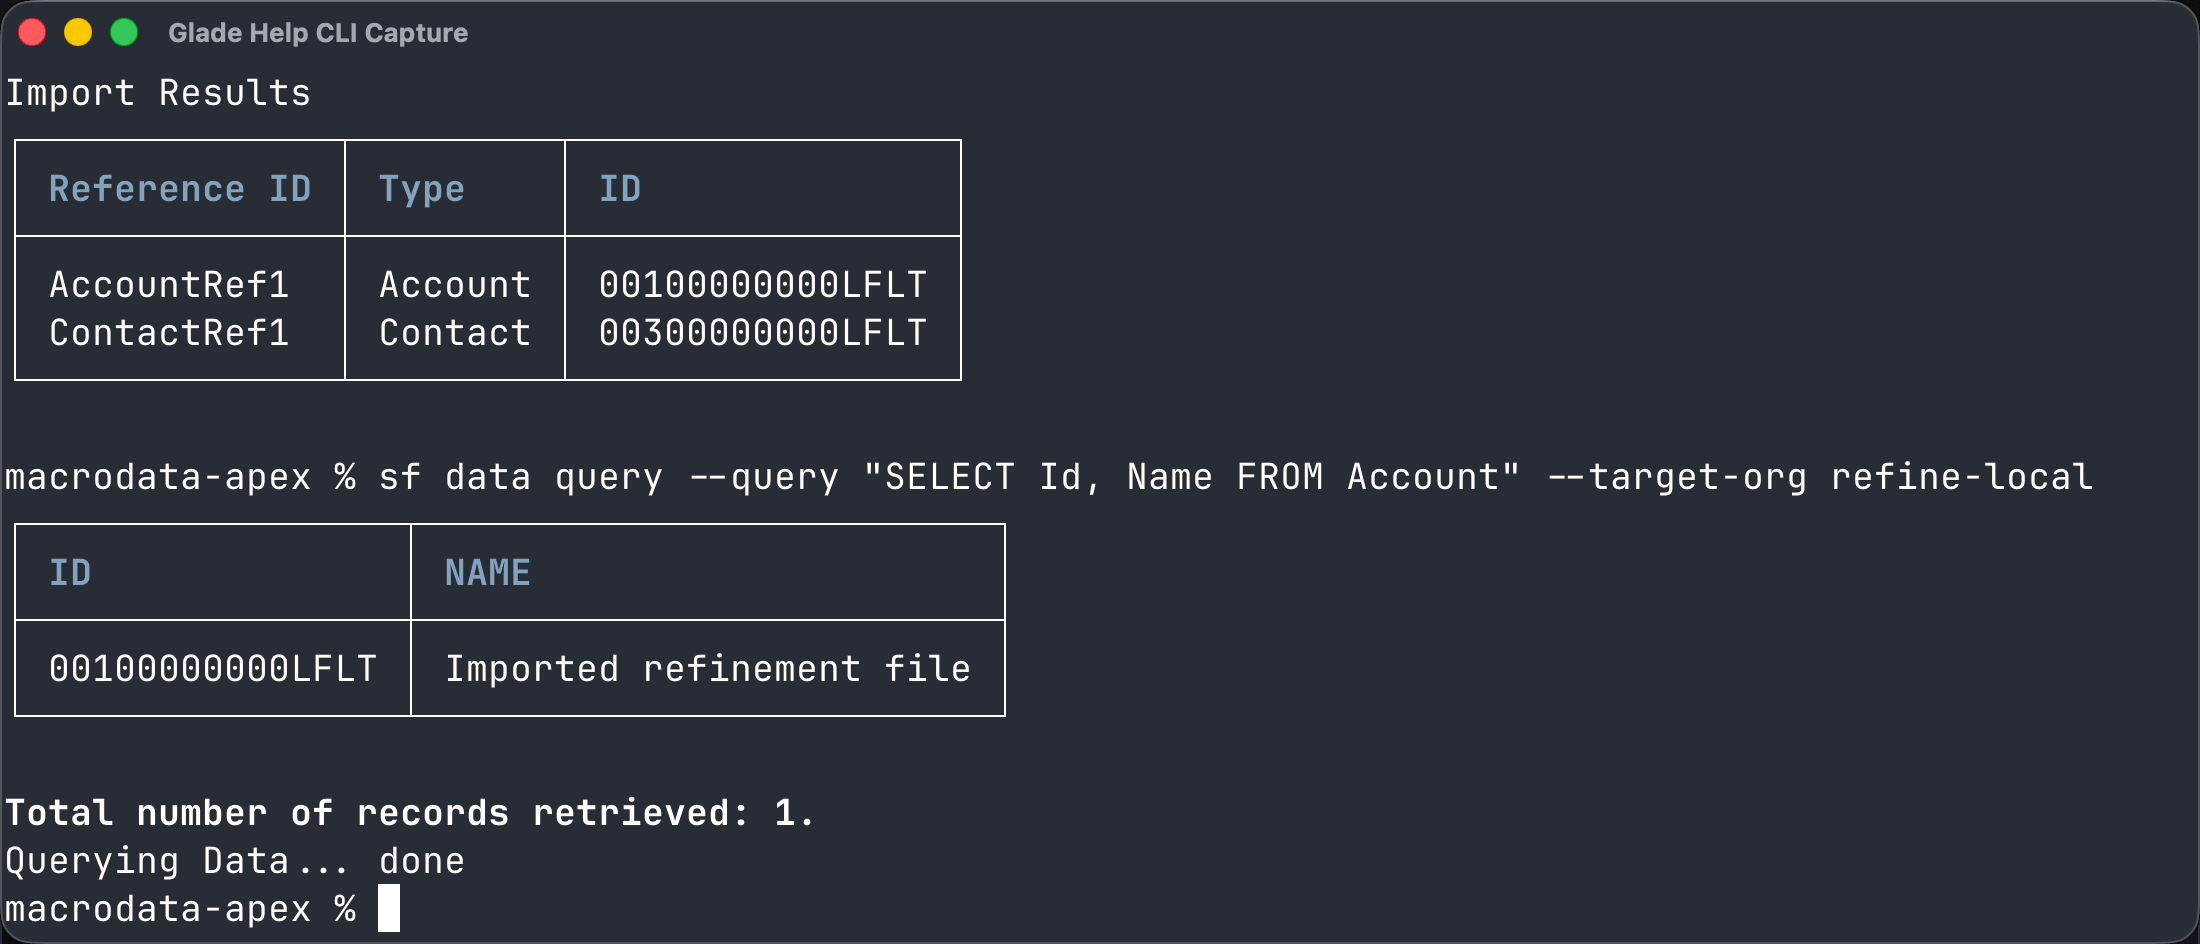 Glade Help CLI Capture
Import Results
Reference ID Type ID
AccountRef1 Account 00100000000LFLT
ContactRef1 Contact 00300000000LFLT
macrodata-apex % sf data query --query "SELECT Id, Name FROM Account" --target-org refine-local
ID NAME
00100000000LFLT Imported refinement file
Total number of records retrieved: 1.
Querying Data... done
macrodata-apex %